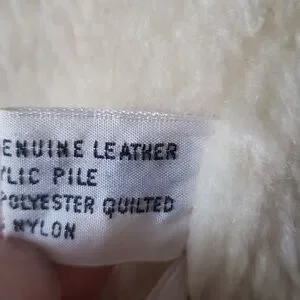 ENUINE LEATHER
YLIC PILE
POLYESTER QUILTED
NYLON